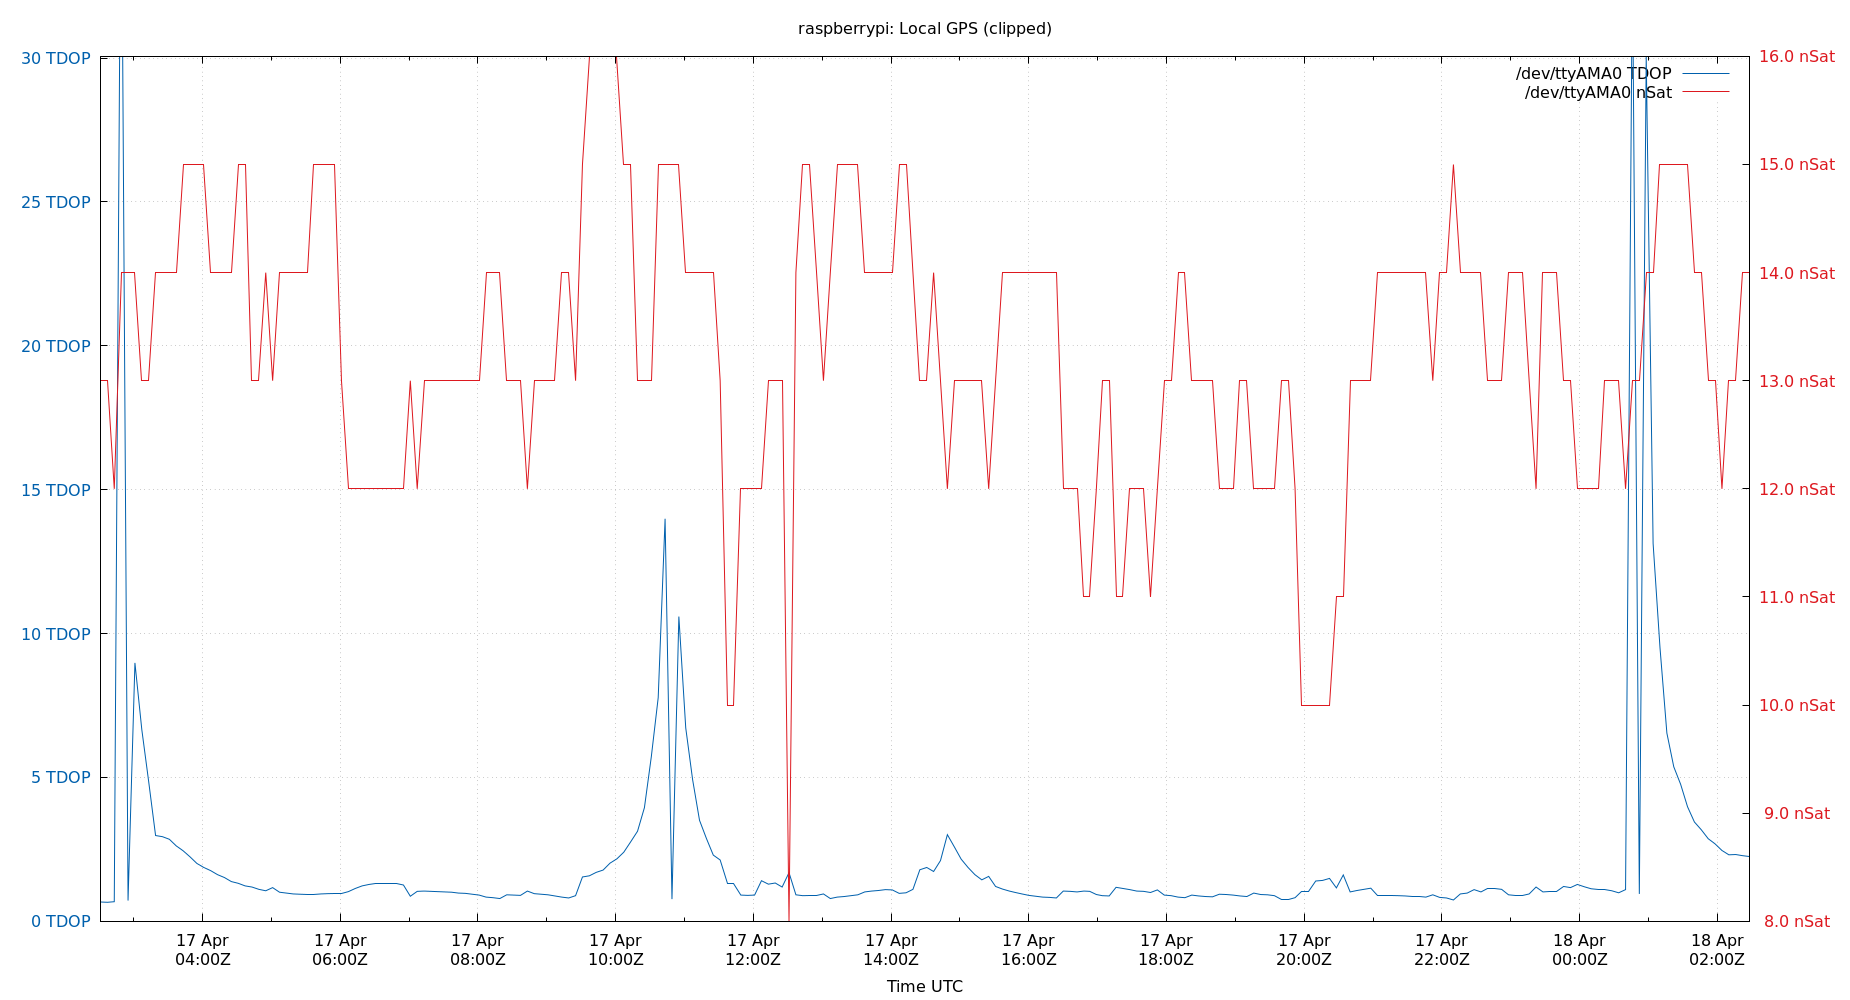 raspberrypi: Local GPS (clipped)
30 TDOP
25 TDOP
20 TDOP
15 TDOP
10 TDOP
5 TDOP
0 TDOP
16.0 nSat
15.0 nSat
14.0 nSat
13.0 nSat
12.0 nSat
11.0 nSat
10.0 nSat
9.0 nSat
8.0 nSat
/dev/ttyAMA0 TDOP
/dev/ttyAMA0 nSat
17 Apr
04:00Z
17 Apr
06:00Z
17 Apr
08:00Z
17 Apr
10:00Z
17 Apr
12:00Z
17 Apr
14:00Z
17 Apr
16:00Z
17 Apr
18:00Z
17 Apr
20:00Z
17 Apr
22:00Z
18 Apr
00:00Z
18 Apr
02:00Z
Time UTC